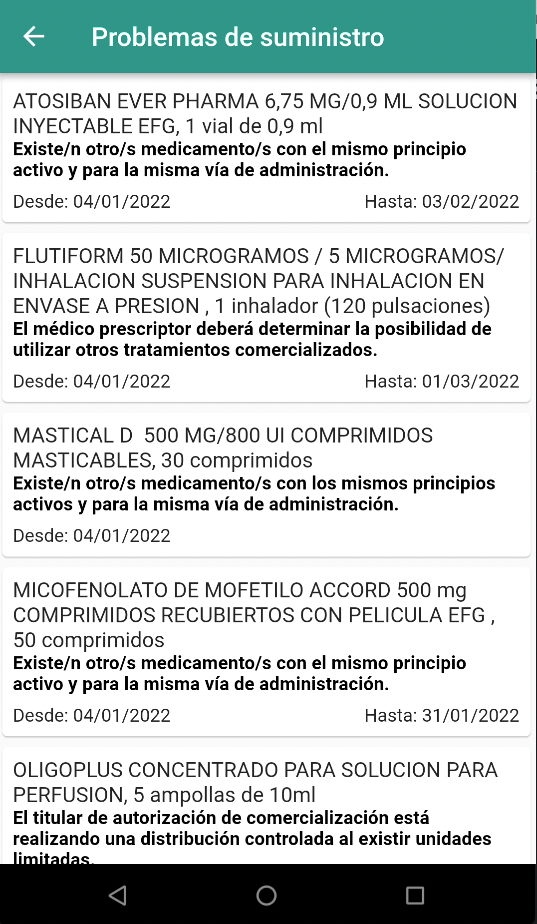 Problemas de suministro
ATOSIBAN EVER PHARMA 6,75 MG/0,9 ML SOLUCION
INYECTABLE EFG, 1 vial de 0,9 ml
Existe/n otro/s medicamento/s con el mismo principio
activo y para la misma vía de administración.
Desde: 04/01/2022 Hasta: 03/02/2022
FLUTIFORM 50 MICROGRAMOS / 5 MICROGRAMOS/
INHALACION SUSPENSION PARA INHALACION EN
ENVASE A PRESION , 1 inhalador (120 pulsaciones)
El médico prescriptor deberá determinar la posibilidad de
utilizar otros tratamientos comercializados.
Desde: 04/01/2022 Hasta: 01/03/2022
MASTICAL D  500 MG/800 UI COMPRIMIDOS
MASTICABLES, 30 comprimidos
Existe/n otro/s medicamento/s con los mismos principios
activos y para la misma vía de administración.
Desde: 04/01/2022
MICOFENOLATO DE MOFETILO ACCORD 500 mg
COMPRIMIDOS RECUBIERTOS CON PELICULA EFG ,
50 comprimidos
Existe/n otro/s medicamento/s con el mismo principio
activo y para la misma vía de administración.
Desde: 04/01/2022 Hasta: 31/01/2022
OLIGOPLUS CONCENTRADO PARA SOLUCION PARA
PERFUSION, 5 ampollas de 10ml
El titular de autorización de comercialización está
realizando una distribución controlada al existir unidades
limitadas.